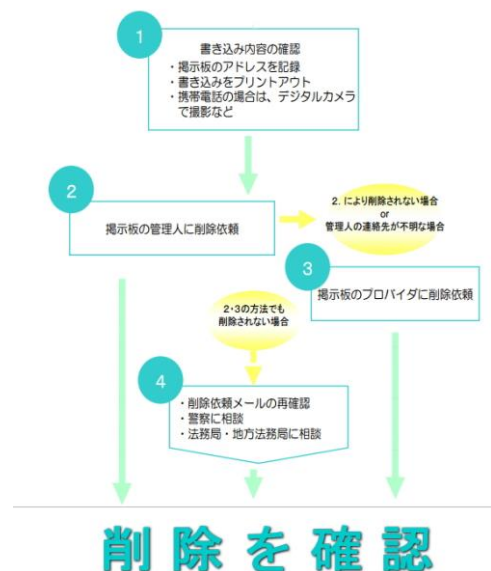 1
書き込み内容の確認
・掲示板のアドレスを記録
・書き込みをプリントアウト
・携帯電話の場合は、デジタルカメラ
で撮影など
2
掲示板の管理人に削除依頼
2.により削除されない場合
or
管理人の連絡先が不明な場合
3
掲示板のプロバイダに削除依頼
2・3の方法でも
削除されない場合
4
・削除依頼メールの再確認
・警察に相談
・法務局・地方法務局に相談
削除を確認